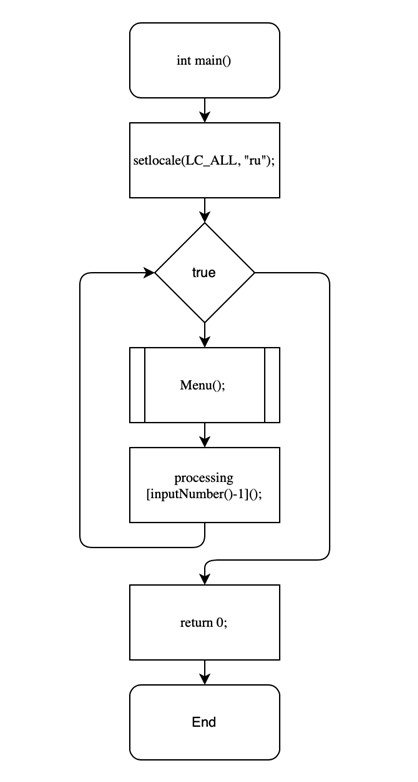 int main()
setlocale(LC_ALL, "ru");
true
Menu();
processing
[inputNumber()-1]();
return 0;
End